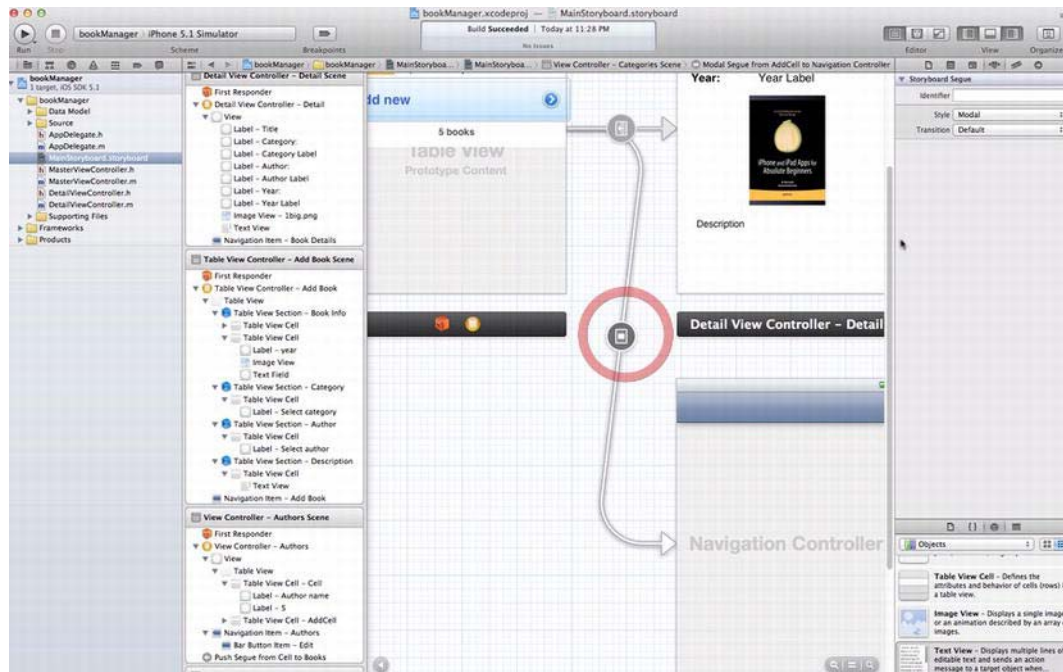 bookManager.xcodeproj — MainStoryboard.storyboard
bookManager iPhone 5.1 Simulator
Build Succeeded | Today at 11:28 PM
No Issues
Run Stop Scheme Breakpoints Editor View Organizer
bookManager bookManager MainStoryboa... MainStoryboa... View Controller – Categories Scene Modal Segue from AddCell to Navigation Controller
bookManager
1 target, iOS SDK 5.1
bookManager
Data Model
Source
AppDelegate.h
AppDelegate.m
MainStoryboard.storyboard
MasterViewController.h
MasterViewController.m
DetailViewController.h
DetailViewController.m
Supporting Files
Frameworks
Products
Detail View Controller – Detail Scene
First Responder
Detail View Controller – Detail
View
Label – Title
Label – Category:
Label – Category Label
Label – Author:
Label – Author Label
Label – Year:
Label – Year Label
Image View – 1big.png
Text View
Navigation Item – Book Details
Table View Controller – Add Book Scene
First Responder
Table View Controller – Add Book
Table View
Table View Section – Book Info
Table View Cell
Table View Cell
Label – year
Image View
Text Field
Table View Section – Category
Table View Cell
Label – Select category
Table View Section – Author
Table View Cell
Label – Select author
Table View Section – Description
Table View Cell
Text View
Navigation Item – Add Book
View Controller – Authors Scene
First Responder
View Controller – Authors
View
Table View
Table View Cell – Cell
Label – Author name
Label – 5
Table View Cell – AddCell
Navigation Item – Authors
Bar Button Item – Edit
Push Segue from Cell to Books
dd new
5 books
Table View
Prototype Content
Year: Year Label
iPhone and iPad Apps for
Absolute Beginners
Description
Detail View Controller – Detail
Navigation Controller
Storyboard Segue
Identifier
Style Modal
Transition Default
Objects
Table View Cell – Defines the
attributes and behavior of cells (rows)
a table view.
Image View – Displays a single image
or an animation described by an array
images.
Text View – Displays multiple lines
editable text and sends an action
message to a target object when...